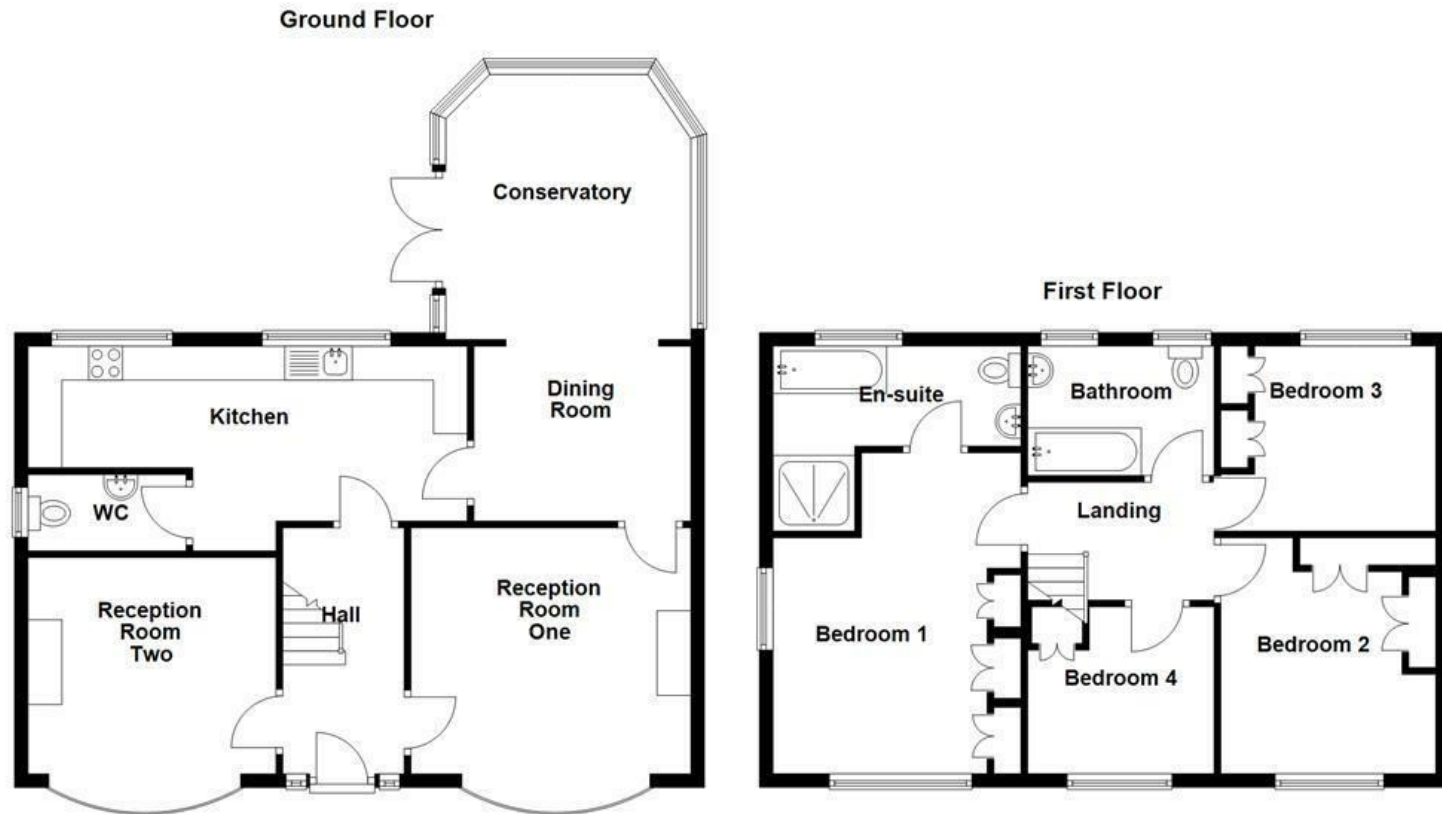 Ground Floor
Conservatory
Kitchen
Dining
Room
WC
Reception
Room
Two
Hall
Reception
Room
One
First Floor
En-suite
Bathroom
Bedroom 3
Landing
Bedroom 1
Bedroom 4
Bedroom 2